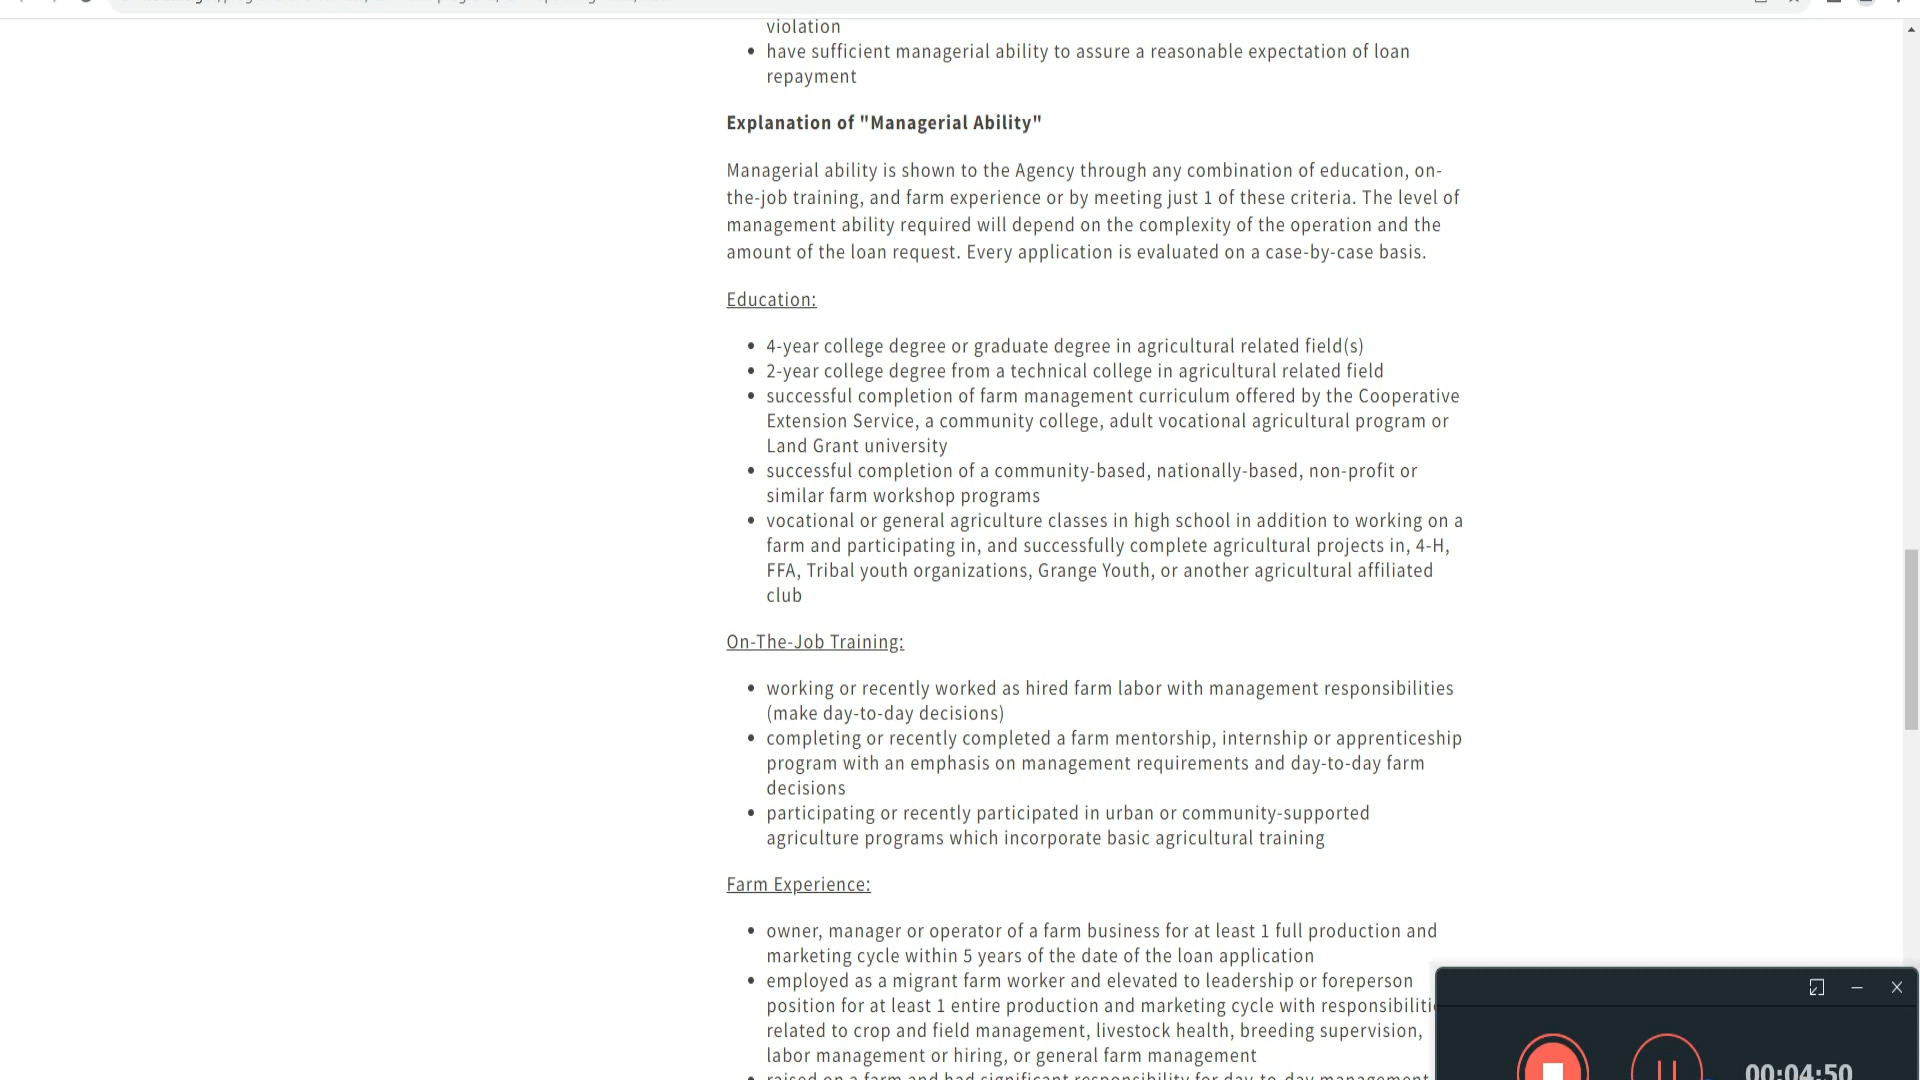 violation
• have sufficient managerial ability to assure a reasonable expectation of loan
repayment
Explanation of "Managerial Ability"
Managerial ability is shown to the Agency through any combination of education, on-
the-job training, and farm experience or by meeting just 1 of these criteria. The level of
management ability required will depend on the complexity of the operation and the
amount of the loan request. Every application is evaluated on a case-by-case basis.
Education:
• 4-year college degree or graduate degree in agricultural related field(s)
• 2-year college degree from a technical college in agricultural related field
• successful completion of farm management curriculum offered by the Cooperative
Extension Service, a community college, adult vocational agricultural program or
Land Grant university
• successful completion of a community-based, nationally-based, non-profit or
similar farm workshop programs
• vocational or general agriculture classes in high school in addition to working on a
farm and participating in, and successfully complete agricultural projects in, 4-H,
FFA, Tribal youth organizations, Grange Youth, or another agricultural affiliated
club
On-The-Job Training:
• working or recently worked as hired farm labor with management responsibilities
(make day-to-day decisions)
• completing or recently completed a farm mentorship, internship or apprenticeship
program with an emphasis on management requirements and day-to-day farm
decisions
• participating or recently participated in urban or community-supported
agriculture programs which incorporate basic agricultural training
Farm Experience:
• owner, manager or operator of a farm business for at least 1 full production and
marketing cycle within 5 years of the date of the loan application
• employed as a migrant farm worker and elevated to leadership or foreperson
position for at least 1 entire production and marketing cycle with responsibiliti
related to crop and field management, livestock health, breeding supervision,
labor management or hiring, or general farm management
• raised on a farm and had significant responsibility for day-to-day management
00:04:50